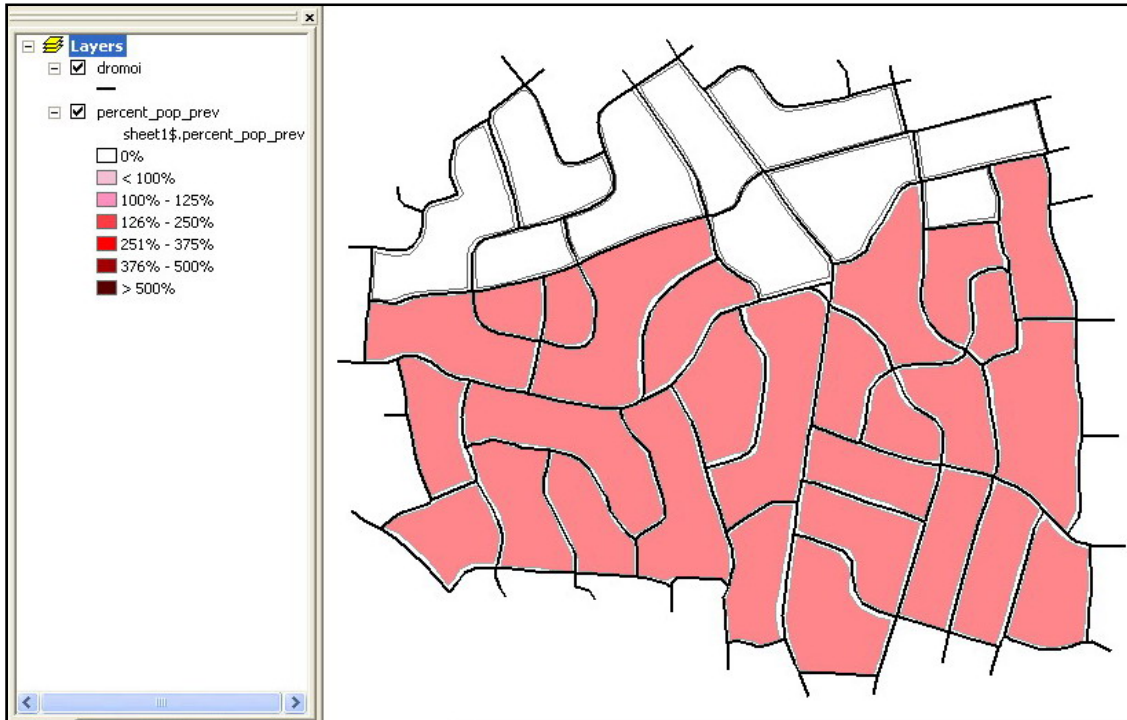 Layers
dromoi
percent_pop_prev
sheet1$.percent_pop_prev
0%
< 100%
100% - 125%
126% - 250%
251% - 375%
376% - 500%
> 500%